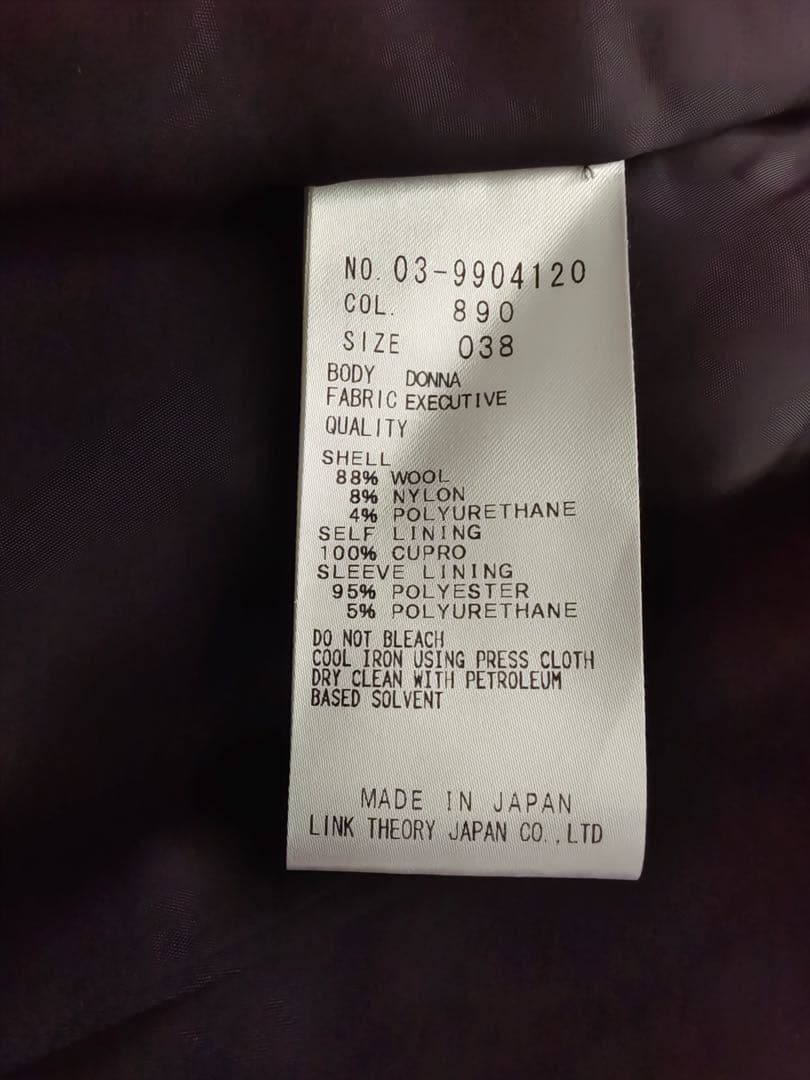 NO. 03-9904120
COL. 890
SIZE 038
BODY DONNA
FABRIC EXECUTIVE
QUALITY
SHELL
88% WOOL
8% NYLON
4% POLYURETHANE
SELF LINING
100% CUPRO
SLEEVE LINING
95% POLYESTER
5% POLYURETHANE
DO NOT BLEACH
COOL IRON USING PRESS CLOTH
DRY CLEAN WITH PETROLEUM
BASED SOLVENT
MADE IN JAPAN
LINK THEORY JAPAN CO.,LTD